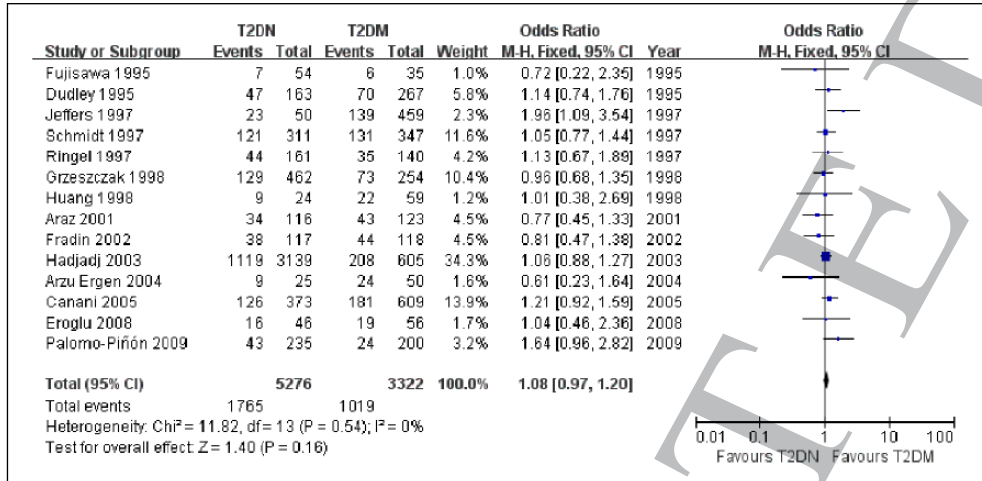 T2DN T2DM Odds Ratio Odds Ratio
Study or Subgroup Events Total Events Total Weight M-H, Fixed, 95% CI Year M-H, Fixed, 95% CI
Fujisawa 1995 7 54 6 35 1.0% 0.72 [0.22, 2.35] 1995
Dudley 1995 47 163 70 267 5.8% 1.14 [0.74, 1.76] 1995
Jeffers 1997 23 50 139 459 2.3% 1.96 [1.09, 3.54] 1997
Schmidt 1997 121 311 131 347 11.6% 1.05 [0.77, 1.44] 1997
Ringel 1997 44 161 35 140 4.2% 1.13 [0.67, 1.89] 1997
Grzeszczak 1998 129 462 73 254 10.4% 0.96 [0.68, 1.35] 1998
Huang 1998 9 24 22 59 1.0% 1.01 [0.38, 2.69] 1998
Araz 2001 34 116 43 123 4.5% 0.77 [0.45, 1.33] 2001
Fradin 2002 38 117 44 118 4.5% 0.81 [0.47, 1.38] 2002
Hadjadj 2003 1119 3139 208 605 34.3% 1.06 [0.88, 1.27] 2003
Arzu Ergen 2004 9 25 24 50 1.6% 0.61 [0.23, 1.64] 2004
Canani 2005 126 373 181 609 13.9% 1.21 [0.92, 1.59] 2005
Eroglu 2008 16 46 19 56 1.7% 1.04 [0.46, 2.36] 2008
Palomo-Piñón 2009 43 235 24 200 3.2% 1.64 [0.96, 2.82] 2009
Total (95% CI) 5276 3322 100.0% 1.08 [0.97, 1.20]
Total events 1765 1019
Heterogeneity: Chi² = 11.82, df= 13 (P = 0.54); I² = 0%
Test for overall effect: Z = 1.40 (P = 0.16)
0.01 0.1 1 10 100
Favours T2DN Favours T2DM
TE